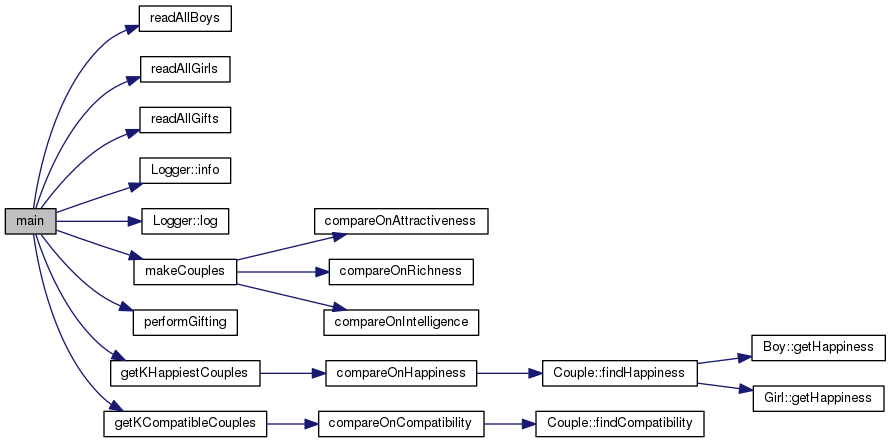 readAllBoys
readAllGirls
readAllGifts
Logger::info
main
Logger::log
compareOnAttractiveness
makeCouples
compareOnRichness
performGifting
compareOnIntelligence
Boy::getHappiness
getKHappiestCouples
compareOnHappiness
Couple::findHappiness
Girl::getHappiness
getKCompatibleCouples
compareOnCompatibility
Couple::findCompatibility